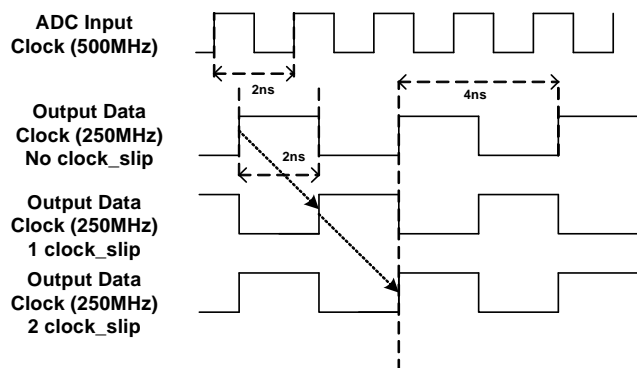 ADC Input
Clock (500MHz)
2ns
4ns
Output Data
Clock (250MHz)
No clock_slip
2ns
Output Data
Clock (250MHz)
1 clock_slip
Output Data
Clock (250MHz)
2 clock_slip